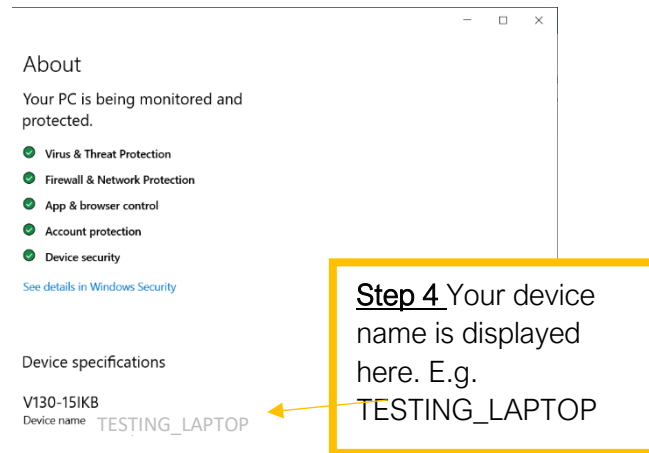 About
Your PC is being monitored and
protected.
Virus & Threat Protection
Firewall & Network Protection
App & browser control
Account protection
Device security
See details in Windows Security
Step 4 Your device
name is displayed
here. E.g.
TESTING_LAPTOP
Device specifications
V130-15IKB
Device name TESTING_LAPTOP